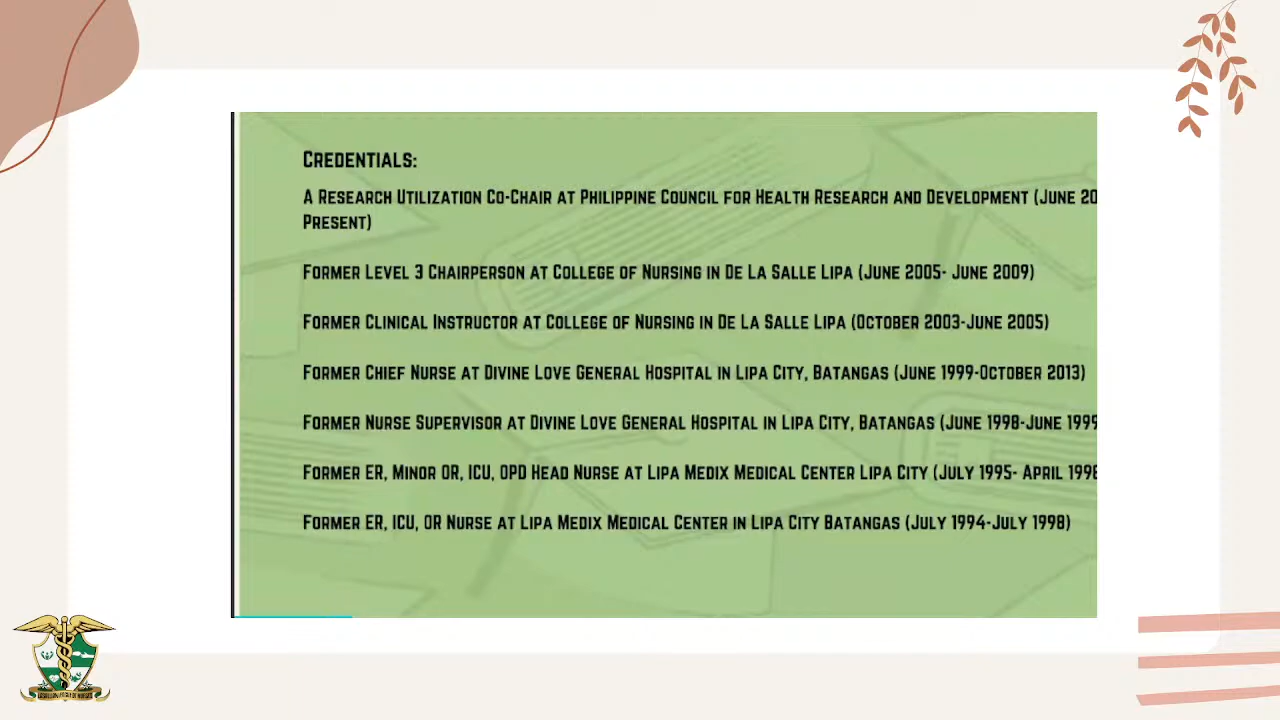 Credentials:
A Research Utilization Co-Chair at Philippine Council for Health Research and Development (June 20
Present)
Former Level 3 Chairperson at College of Nursing in De La Salle Lipa (June 2005- June 2009)
Former Clinical Instructor at College of Nursing in De La Salle Lipa (October 2003-June 2005)
Former Chief Nurse at Divine Love General Hospital in Lipa City, Batangas (June 1999-October 2013)
Former Nurse Supervisor at Divine Love General Hospital in Lipa City, Batangas (June 1998-June 1999
Former ER, Minor OR, ICU, OPD Head Nurse at Lipa Medix Medical Center Lipa City (July 1995- April 1998
Former ER, ICU, OR Nurse at Lipa Medix Medical Center in Lipa City Batangas (July 1994-July 1998)